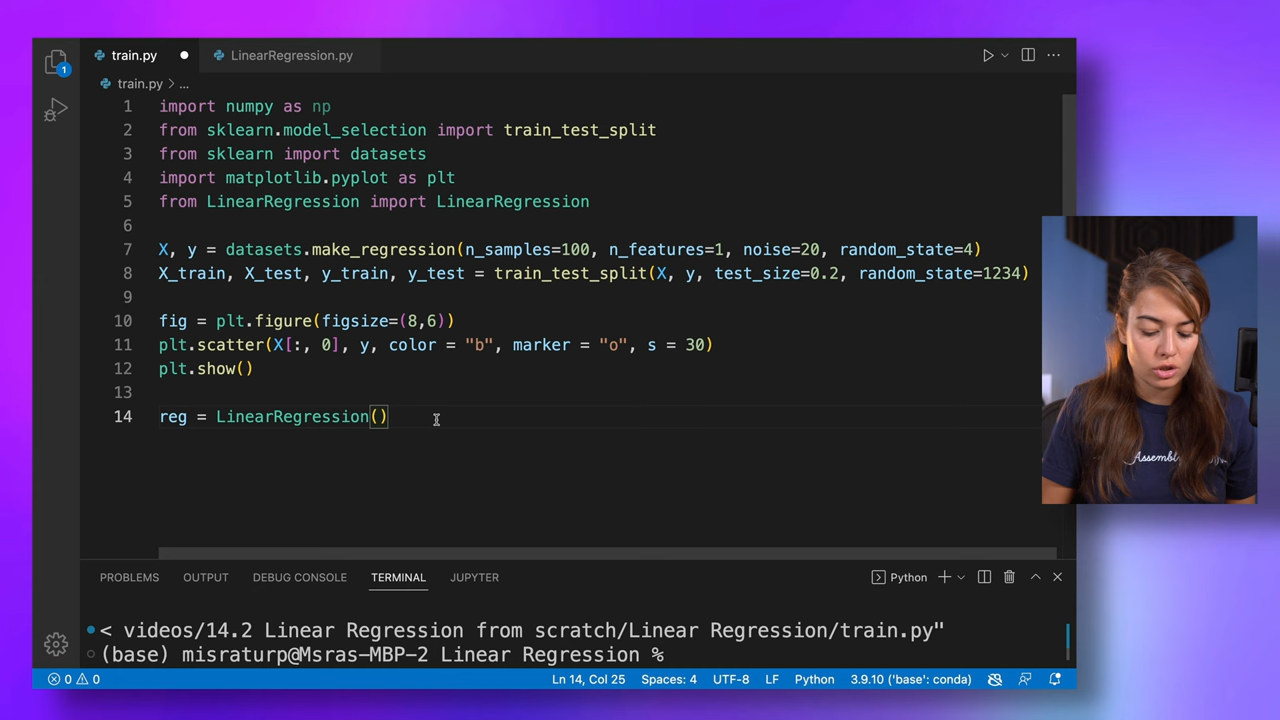 train.py
LinearRegression.py
1
train.py > ...
1 import numpy as np
2 from sklearn.model_selection import train_test_split
3 from sklearn import datasets
4 import matplotlib.pyplot as plt
5 from LinearRegression import LinearRegression
6
7 X, y = datasets.make_regression(n_samples=100, n_features=1, noise=20, random_state=4)
8 X_train, X_test, y_train, y_test = train_test_split(X, y, test_size=0.2, random_state=1234)
9
10 fig = plt.figure(figsize=(8,6))
11 plt.scatter(X[:, 0], y, color = "b", marker = "o", s = 30)
12 plt.show()
13
14 reg = LinearRegression()
PROBLEMS OUTPUT DEBUG CONSOLE TERMINAL JUPYTER Python
< videos/14.2 Linear Regression from scratch/Linear Regression/train.py"
(base) misraturp@Msras-MBP-2 Linear Regression %
0 0 Ln 14, Col 25 Spaces: 4 UTF-8 LF Python 3.9.10 ('base': conda)